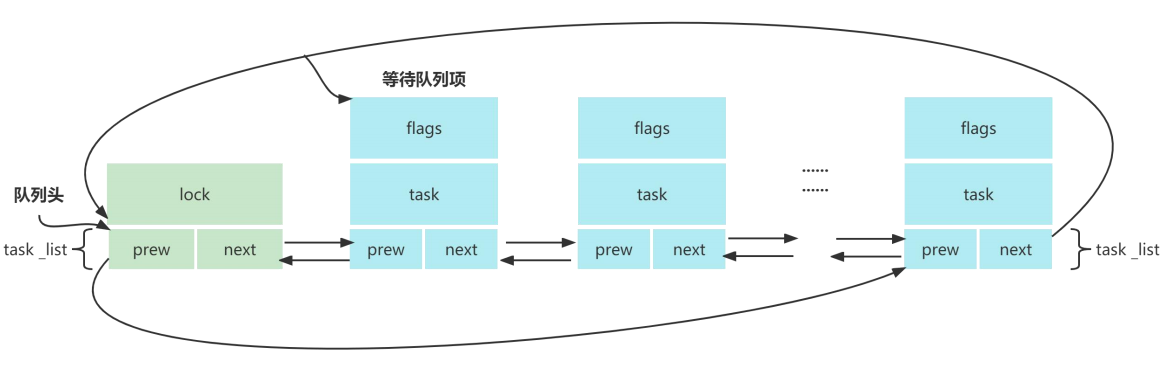 等待队列项
flags
flags
flags
队列头
lock
task
task
......
......
task
task _list
prew
next
prew
next
prew
next
prew
next
task _list